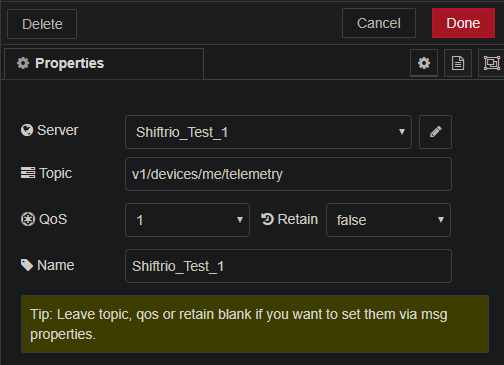 Delete Cancel Done
Properties
Server Shiftrio_Test_1
Topic v1/devices/me/telemetry
QoS 1 Retain false
Name Shiftrio_Test_1
Tip: Leave topic, qos or retain blank if you want to set them via msg
properties.